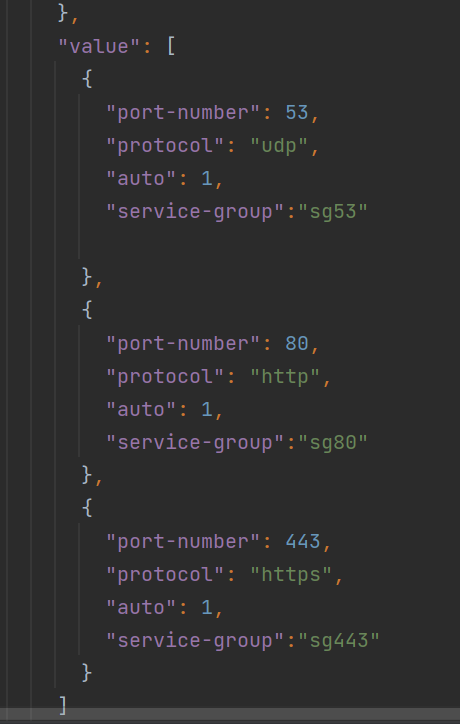 },
"value": [
{
"port-number": 53,
"protocol": "udp",
"auto": 1,
"service-group":"sg53"
},
{
"port-number": 80,
"protocol": "http",
"auto": 1,
"service-group":"sg80"
},
{
"port-number": 443,
"protocol": "https",
"auto": 1,
"service-group":"sg443"
}
]